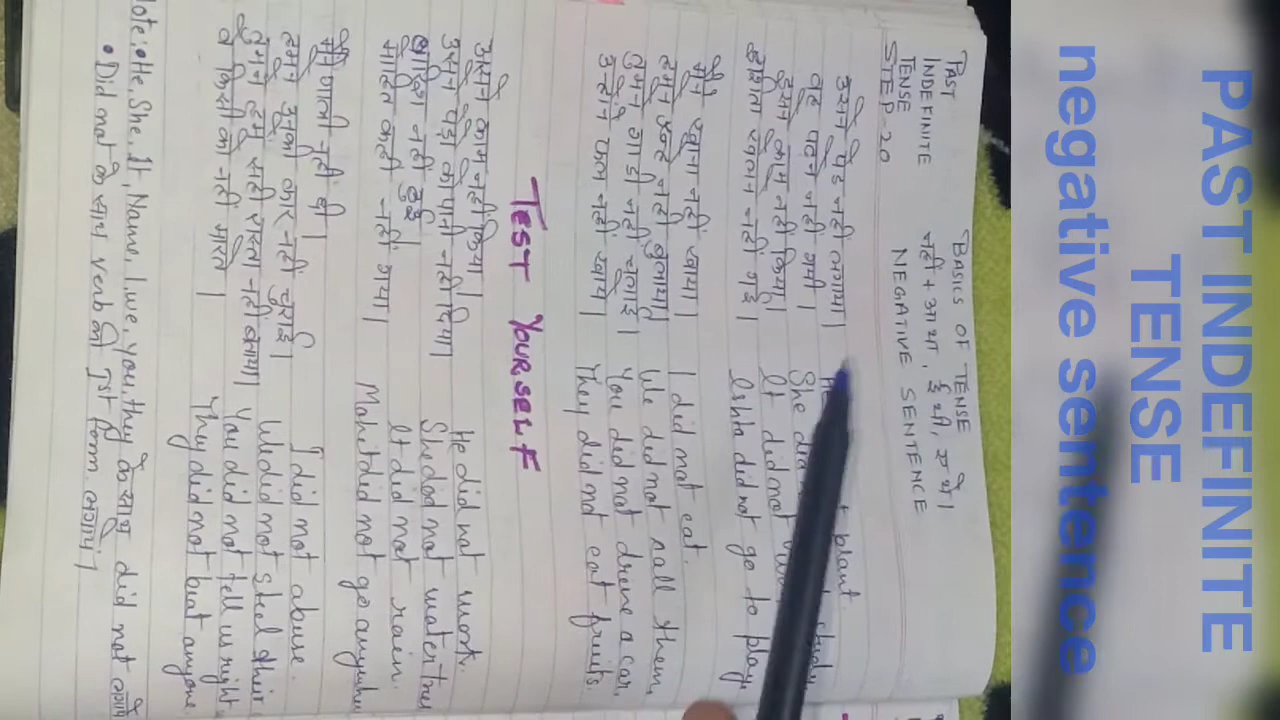 PAST INDEFINITE
TENSE
negative sentence
PAST
INDEFINITE
TENSE
STEP-20
BASICS OF TENSE
नहीं + आ था, ई थी, ए थे।
NEGATIVE SENTENCE
उसने पेड़ नहीं लगाया। plant
वह पढ़ने नहीं गयी। She did
इसने काम नहीं किया। It did not
इशिता खेलने नहीं गई। Ishta did not go to play
मैंने खाना नहीं खाया। I did not eat.
हमने उन्हें नहीं बुलाया। We did not call them.
तुमने गाडी नहीं चलाई। You did not drive a car.
उन्होंने फल नहीं खाये। They did not eat fruits.
TEST YOURSELF
उसने काम नहीं किया। He did not work.
उसने पेड़ो को पानी नहीं दिया। She did not water tree
बारिश नहीं हुई। It did not rain.
मोहित कहीं नहीं गया। Mohit did not go anywhere
मैंने गाली नहीं दी। I did not abuse.
हमने उनकी कार नहीं चुराई। We did not steal their
तुमने हमें सही रास्ता नहीं बताया। You did not tell us right
वे किसी को नहीं मारते। They did not beat anyone
Note:• He, She, It, Name, I, we, you, they के साथ did not लगाये
• Did not के साथ verb की Ist form लगाये।